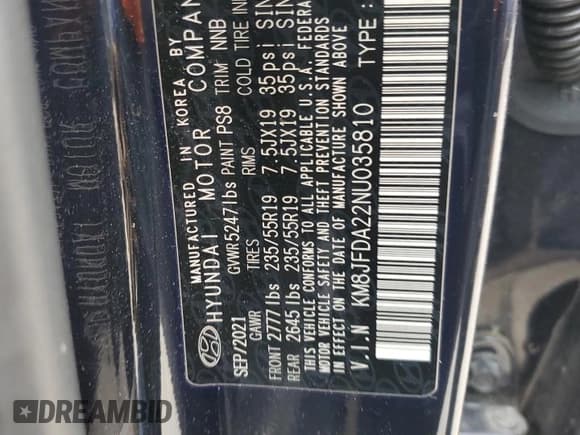 MANUFACTURED IN KOREA BY
HYUNDAI MOTOR COMPAN
SEP/2021 GVWR 5247 lbs PAINT PS8 TRIM NNB
GAWR TIRES RIMS COLD TIRE
FRONT 2777 lbs 235/55R19 7.5JX19 35psi SIN
REAR 2645 lbs 235/55R19 7.5JX19 35psi SIN
THIS VEHICLE CONFORMS TO ALL APPLICABLE U.S.A. FEDERA
MOTOR VEHICLE SAFETY AND THEFT PREVENTION STANDARDS
IN EFFECT ON THE DATE OF MANUFACTURE SHOWN ABOVE
V.I.N KM8JFDA22NU035810 TYPE :
DREAMBID